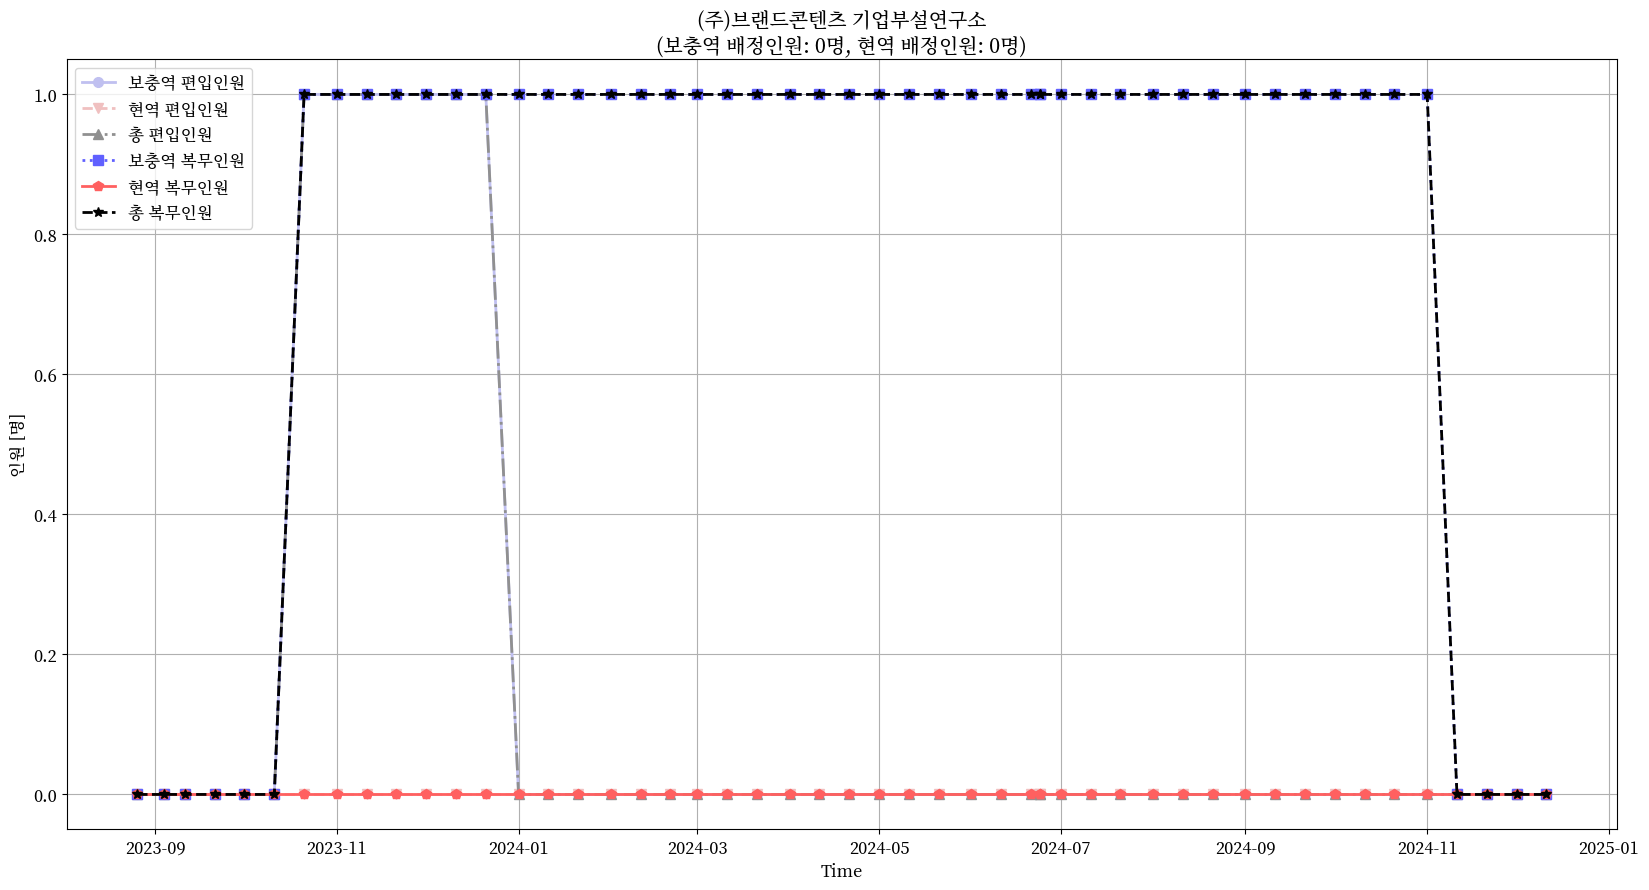 (주)브랜드콘텐츠 기업부설연구소
(보충역 배정인원: 0명, 현역 배정인원: 0명)
보충역 편입인원
현역 편입인원
총 편입인원
보충역 복무인원
현역 복무인원
총 복무인원
인원 [명]
1.0
0.8
0.6
0.4
0.2
0.0
2023-09
2023-11
2024-01
2024-03
2024-05
2024-07
2024-09
2024-11
2025-01
Time